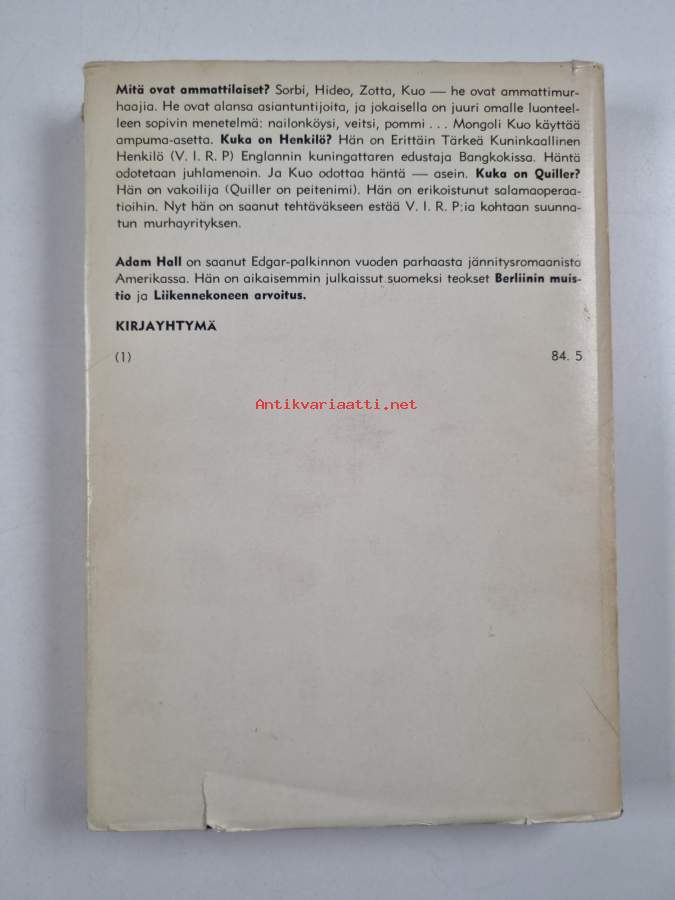 Mitä ovat ammattilaiset? Sorbi, Hideo, Zotta, Kuo — he ovat ammattimur-
haajia. He ovat alansa asiantuntijoita, ja jokaisella on juuri omalle luonteel-
leen sopivin menetelmä: nailonköysi, veitsi, pommi . . . Mongoli Kuo käyttää
ampuma-asetta. Kuka on Henkilö? Hän on Erittäin Tärkeä Kuninkaallinen
Henkilö (V. I. R. P) Englannin kuningattaren edustaja Bangkokissa. Häntä
odotetaan juhlamenoin. Ja Kuo odottaa häntä — asein. Kuka on Quiller?
Hän on vakoilija (Quiller on peitenimi). Hän on erikoistunut salamaoperaa-
tioihin. Nyt hän on saanut tehtäväkseen estää V. I. R. P:ia kohtaan suunna-
tun murhayrityksen.
Adam Hall on saanut Edgar-palkinnon vuoden parhaasta jännitysromaanista
Amerikassa. Hän on aikaisemmin julkaissut suomeksi teokset Berliinin muis-
tio ja Liikennekoneen arvoitus.
KIRJAYHTYMÄ
(1) 84. 5
Antikvariaatti.net